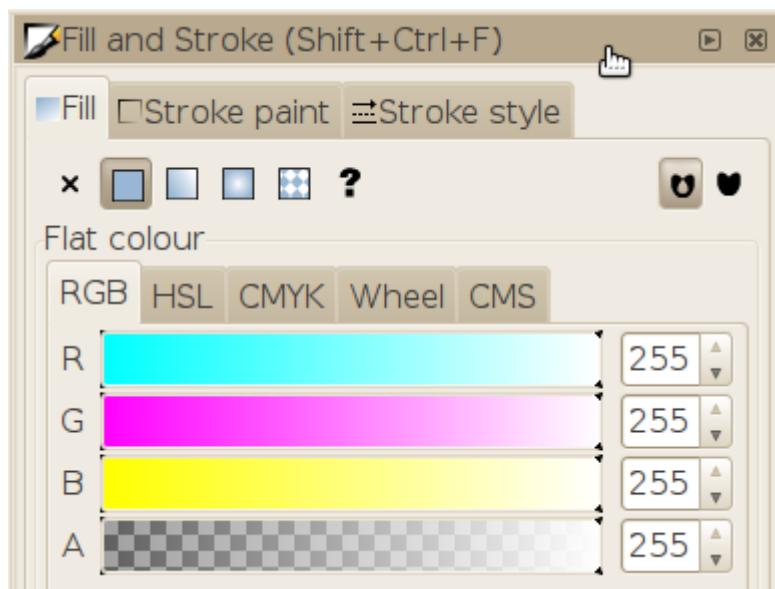 Fill and Stroke (Shift+Ctrl+F)
Fill Stroke paint Stroke style
?
Flat colour
RGB HSL CMYK Wheel CMS
R 255
G 255
B 255
A 255